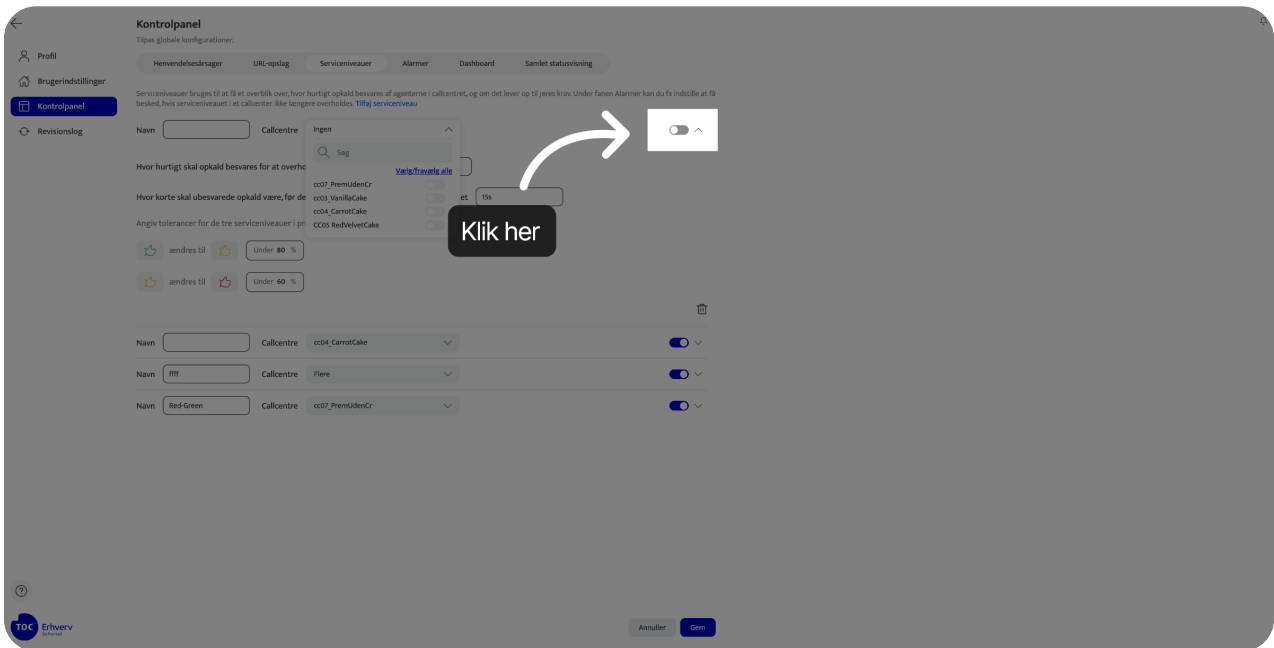 Kontrolpanel
Tilpas globale konfigurationer.
Profil
Brugerindstillinger
Kontrolpanel
Revisionslog
Henvendelsesårsager URL-opslag Serviceniveauer Alarmer Dashboard Samlet statusvisning
Serviceniveauer bruges til at få et overblik over, hvor hurtigt opkald besvares af agenterne i callcentret, og om det lever op til jeres krav. Under fanen Alarmer kan du fx indstille at få
besked, hvis serviceniveauet i et callcenter ikke længere overholdes. Tilføj serviceniveau
Navn Callcentre Ingen
Søg
Vælg/fravælg alle
cc07_PremUdenCr
cc03_VanillaCake
cc04_CarrotCake
CC05 RedVelvetCake
Hvor hurtigt skal opkald besvares for at overho
Hvor korte skal ubesvarede opkald være, før de et 15s
Angiv tolerancer for de tre serviceniveauer i pr
Klik her
ændres til Under 80 %
ændres til Under 60 %
Navn Callcentre cc04_CarrotCake
Navn ffff Callcentre Flere
Navn Red-Green Callcentre cc07_PremUdenCr
TDC Erhverv
Annuller Gem